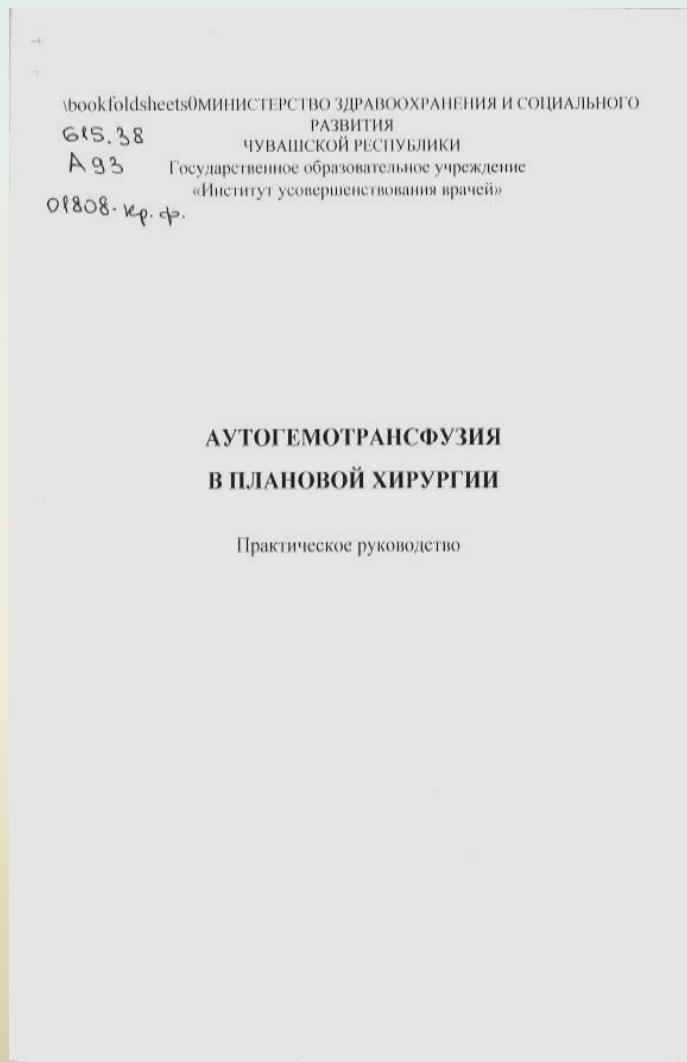 \bookfoldsheets0МИНИСТЕРСТВО ЗДРАВООХРАНЕНИЯ И СОЦИАЛЬНОГО
РАЗВИТИЯ
615.38
ЧУВАШСКОЙ РЕСПУБЛИКИ
А93
Государственное образовательное учреждение
«Институт усовершенствования врачей»
01808-кр.ф.
АУТОГЕМОТРАНСФУЗИЯ
В ПЛАНОВОЙ ХИРУРГИИ
Практическое руководство